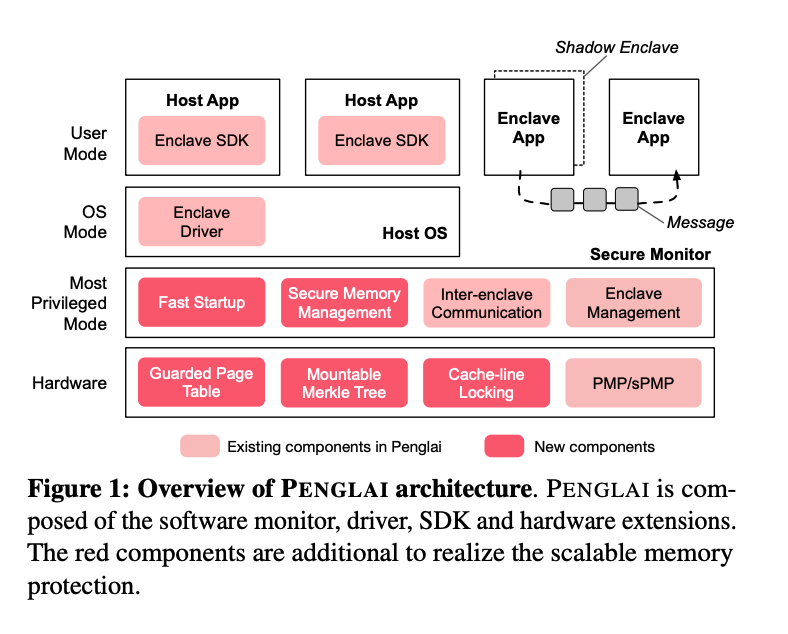 Shadow Enclave
Host App
Enclave SDK
Host App
Enclave SDK
Enclave
App
Enclave
App
User
Mode
OS
Mode
Enclave
Driver
Host OS
Message
Secure Monitor
Most
Privileged
Mode
Fast Startup
Secure Memory
Management
Inter-enclave
Communication
Enclave
Management
Hardware
Guarded Page
Table
Mountable
Merkle Tree
Cache-line
Locking
PMP/sPMP
Existing components in Penglai
New components
Figure 1: Overview of PENGLAI architecture. PENGLAI is com-
posed of the software monitor, driver, SDK and hardware extensions.
The red components are additional to realize the scalable memory
protection.